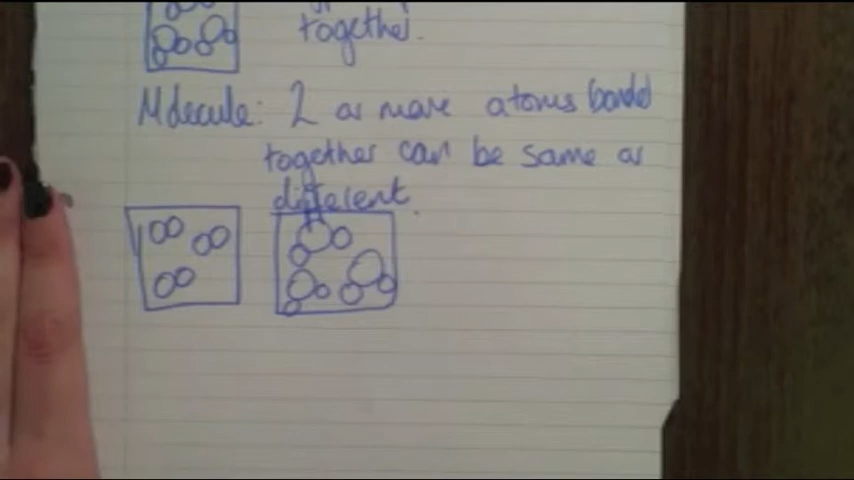 together.
Molecule: 2 or more atoms bonded
together can be same or
different.